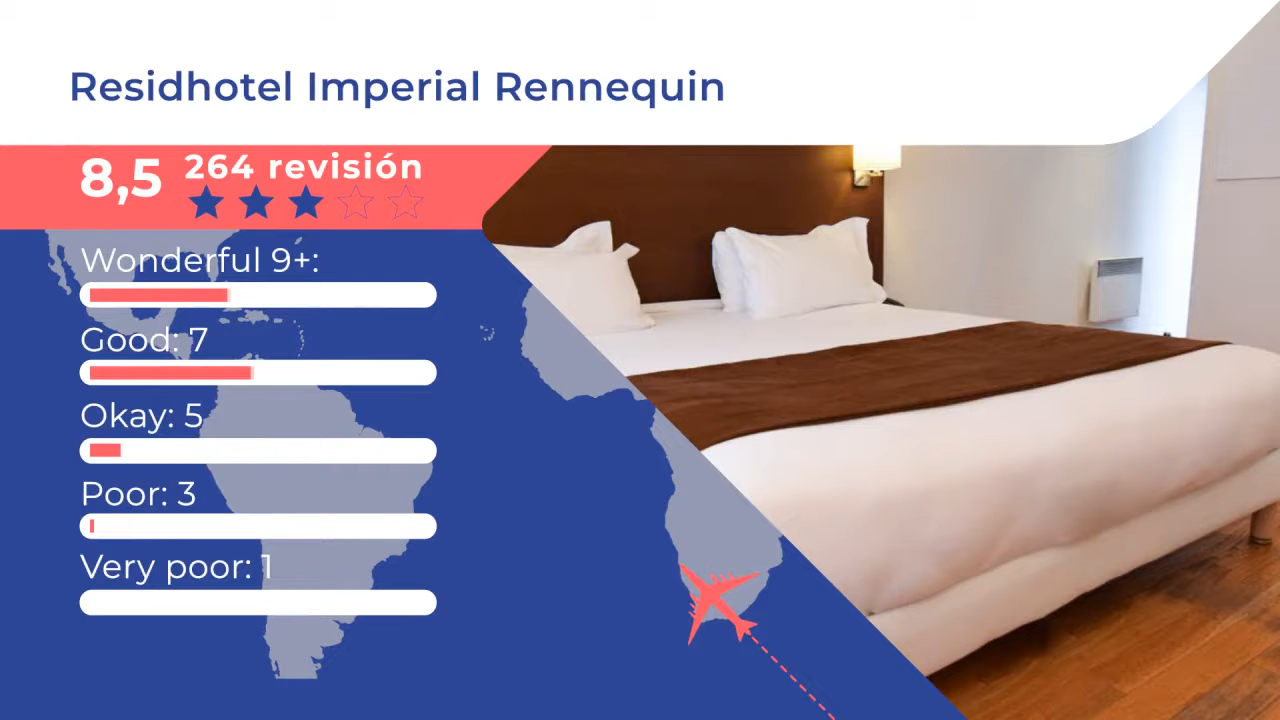 Residhotel Imperial Rennequin
8,5
264 revisión
Wonderful 9+:
Good: 7
Okay: 5
Poor: 3
Very poor: 1